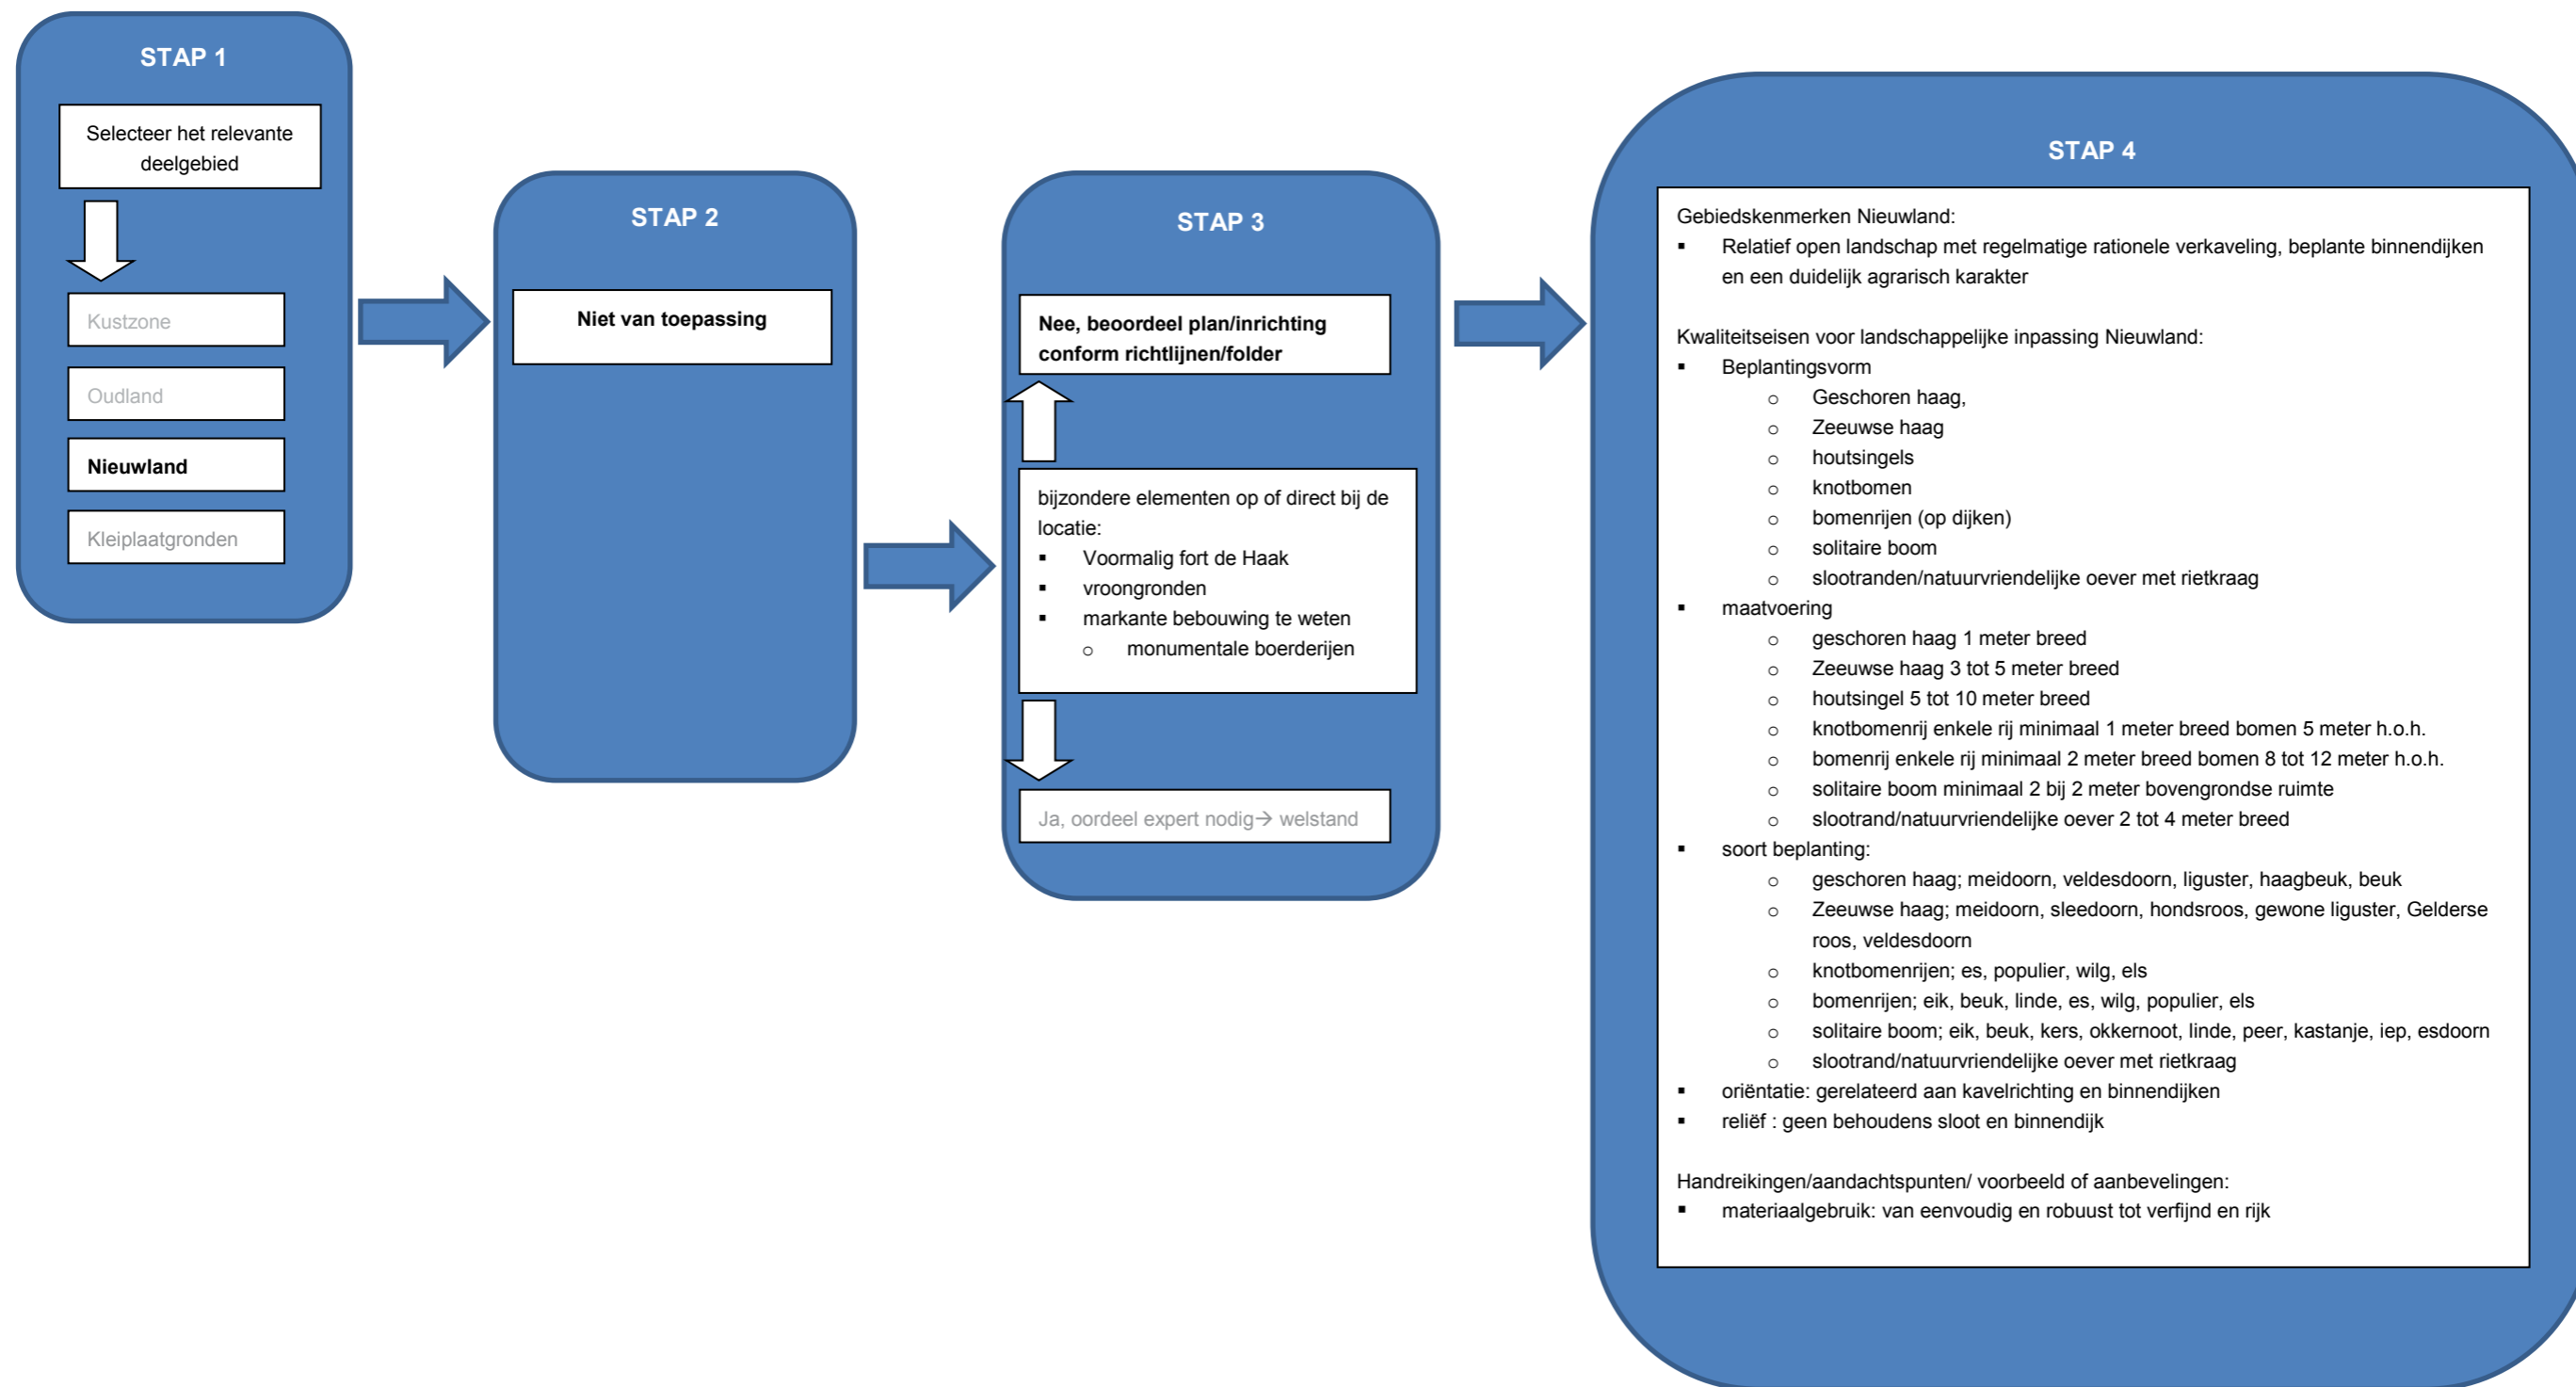 STAP 1
Selecteer het relevante
deelgebied
Kustzone
Oudland
Nieuwland
Kleiplaatgronden
STAP 2
Niet van toepassing
STAP 3
Nee, beoordeel plan/inrichting
conform richtlijnen/folder
bijzondere elementen op of direct bij de
locatie:
▪ Voormalig fort de Haak
▪ vroongronden
▪ markante bebouwing te weten
o monumentale boerderijen
Ja, oordeel expert nodig→ welstand
STAP 4
Gebiedskenmerken Nieuwland:
▪ Relatief open landschap met regelmatige rationele verkaveling, beplante binnendijken
en een duidelijk agrarisch karakter
Kwaliteitseisen voor landschappelijke inpassing Nieuwland:
▪ Beplantingsvorm
o Geschoren haag,
o Zeeuwse haag
o houtsingels
o knotbomen
o bomenrijen (op dijken)
o solitaire boom
o slootranden/natuurvriendelijke oever met rietkraag
▪ maatvoering
o geschoren haag 1 meter breed
o Zeeuwse haag 3 tot 5 meter breed
o houtsingel 5 tot 10 meter breed
o knotbomenrij enkele rij minimaal 1 meter breed bomen 5 meter h.o.h.
o bomenrij enkele rij minimaal 2 meter breed bomen 8 tot 12 meter h.o.h.
o solitaire boom minimaal 2 bij 2 meter bovengrondse ruimte
o slootrand/natuurvriendelijke oever 2 tot 4 meter breed
▪ soort beplanting:
o geschoren haag; meidoorn, veldesdoorn, liguster, haagbeuk, beuk
o Zeeuwse haag; meidoorn, sleedoorn, hondsroos, gewone liguster, Gelderse
roos, veldesdoorn
o knotbomenrijen; es, populier, wilg, els
o bomenrijen; eik, beuk, linde, es, wilg, populier, els
o solitaire boom; eik, beuk, kers, okkernoot, linde, peer, kastanje, iep, esdoorn
o slootrand/natuurvriendelijke oever met rietkraag
▪ oriëntatie: gerelateerd aan kavelrichting en binnendijken
▪ reliëf : geen behoudens sloot en binnendijk
Handreikingen/aandachtspunten/ voorbeeld of aanbevelingen:
▪ materiaalgebruik: van eenvoudig en robuust tot verfijnd en rijk